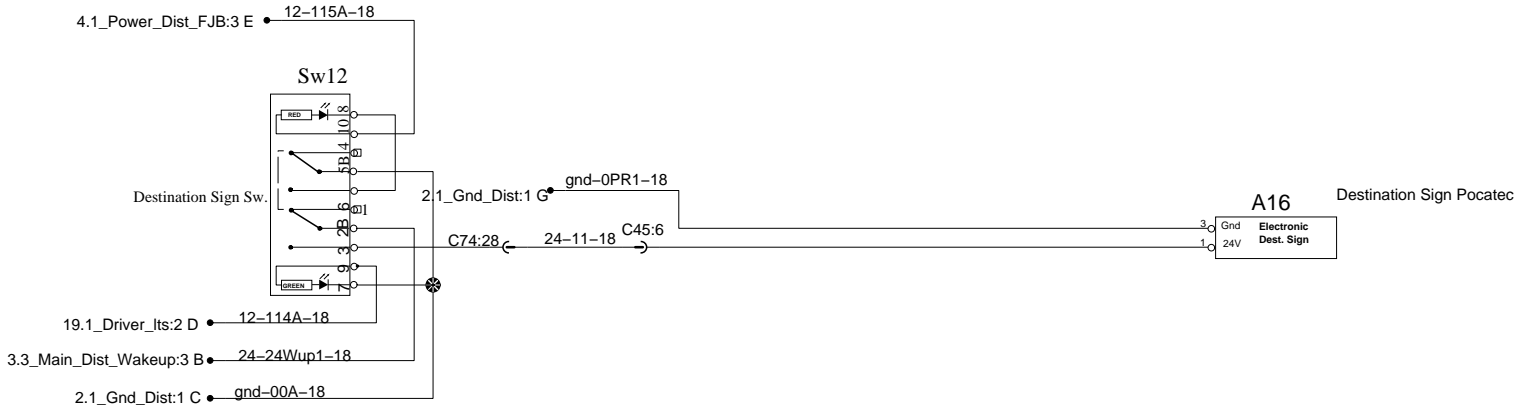 12−115A−18
4.1_Power_Dist_FJB:3 E
Sw12
RED
8
10
4
5B
6
1
2B
3
9
7
GREEN
Destination Sign Sw.
2.1_Gnd_Dist:1 G
gnd−0PR1−18
C74:28
24−11−18
C45:6
A16
Destination Sign Pocatec
3 Gnd
1 24V
Electronic
Dest. Sign
19.1_Driver_lts:2 D
12−114A−18
3.3_Main_Dist_Wakeup:3 B
24−24Wup1−18
2.1_Gnd_Dist:1 C
gnd−00A−18